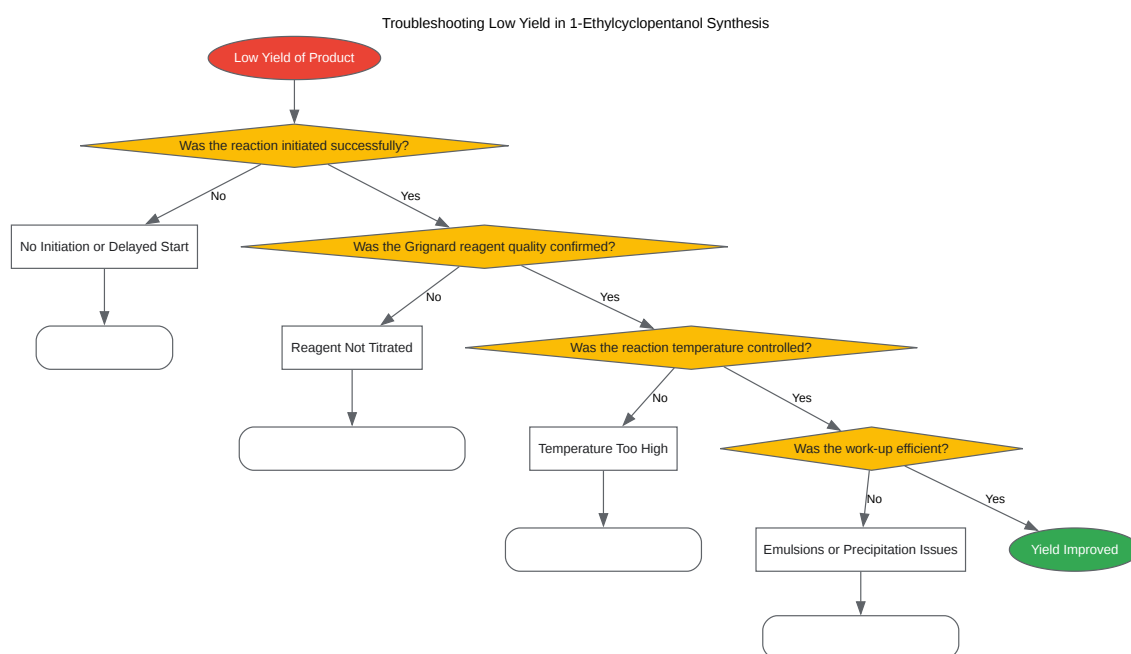 Troubleshooting Low Yield in 1-Ethylcyclopentanol Synthesis
Low Yield of Product
Was the reaction initiated successfully?
No
Yes
No Initiation or Delayed Start
Was the Grignard reagent quality confirmed?
No
Yes
Reagent Not Titrated
Was the reaction temperature controlled?
No
Yes
Temperature Too High
Was the work-up efficient?
No
Yes
Emulsions or Precipitation Issues
Yield Improved